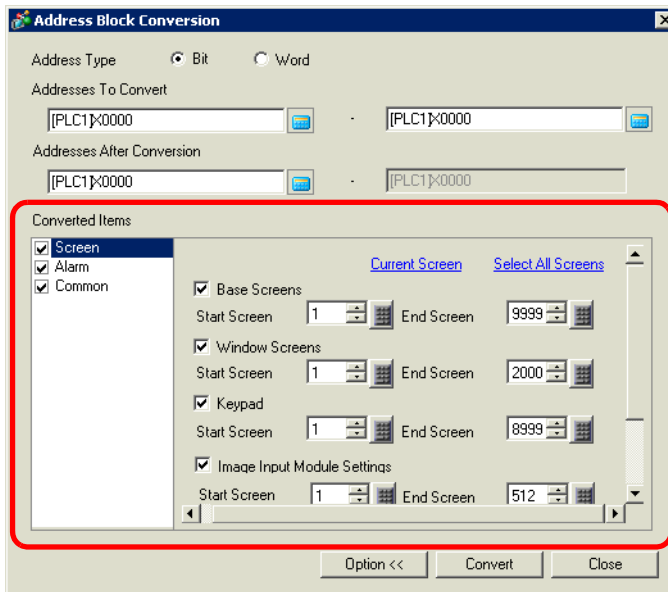 Address Block Conversion
Address Type Bit Word
Addresses To Convert
[PLC1]X0000 - [PLC1]X0000
Addresses After Conversion
[PLC1]X0000 - [PLC1]X0000
Converted Items
Screen
Alarm
Common
Current Screen Select All Screens
Base Screens
Start Screen 1 End Screen 9999
Window Screens
Start Screen 1 End Screen 2000
Keypad
Start Screen 1 End Screen 8999
Image Input Module Settings
Start Screen 1 End Screen 512
Option << Convert Close